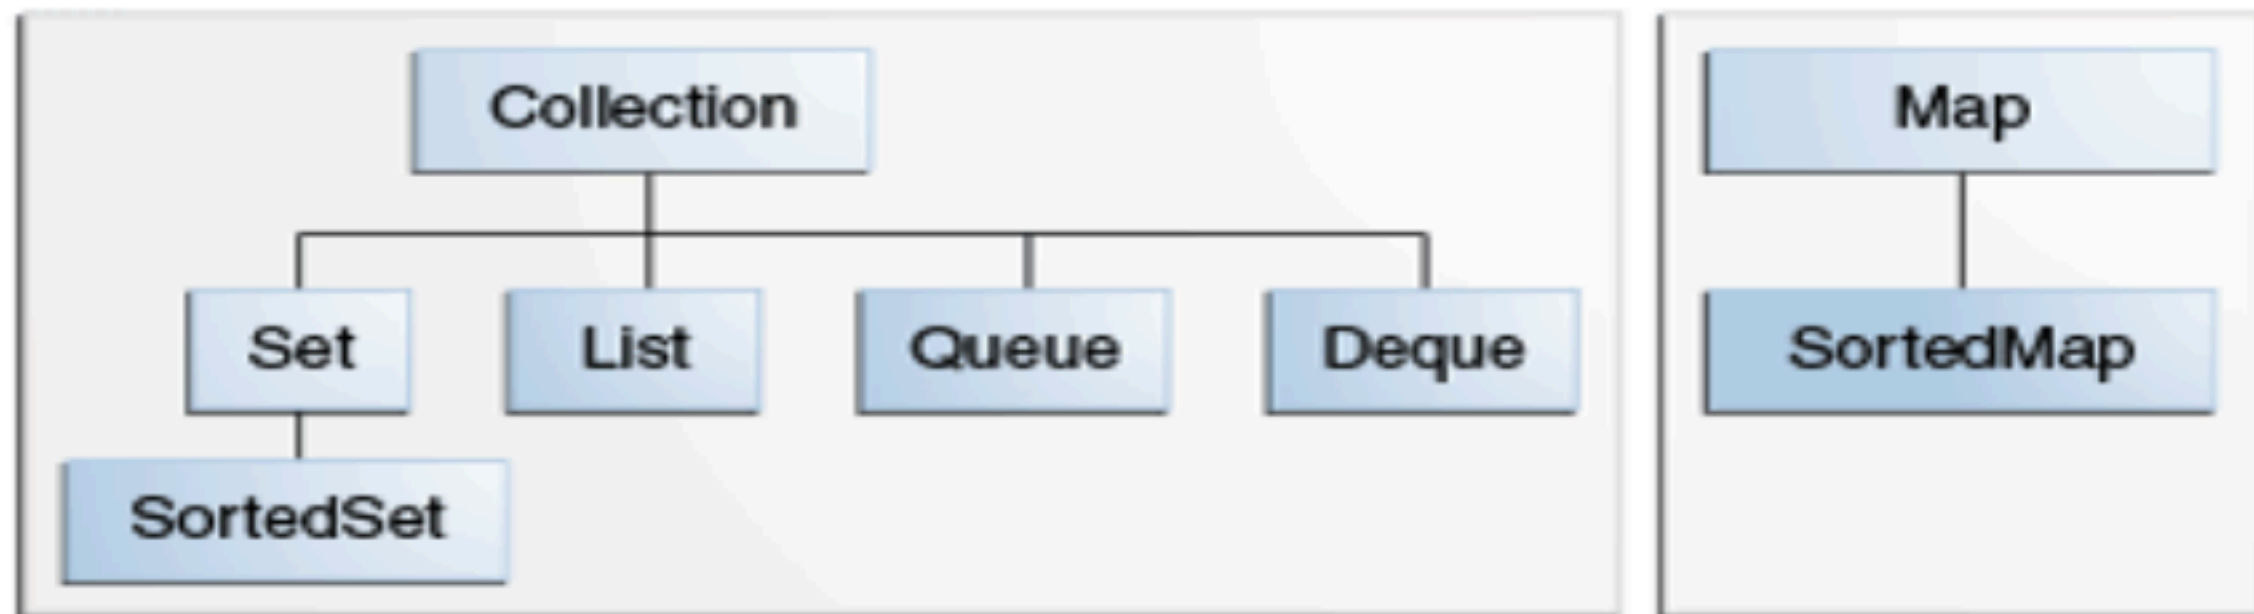 Collection
Map
Set
List
Queue
Deque
SortedMap
SortedSet